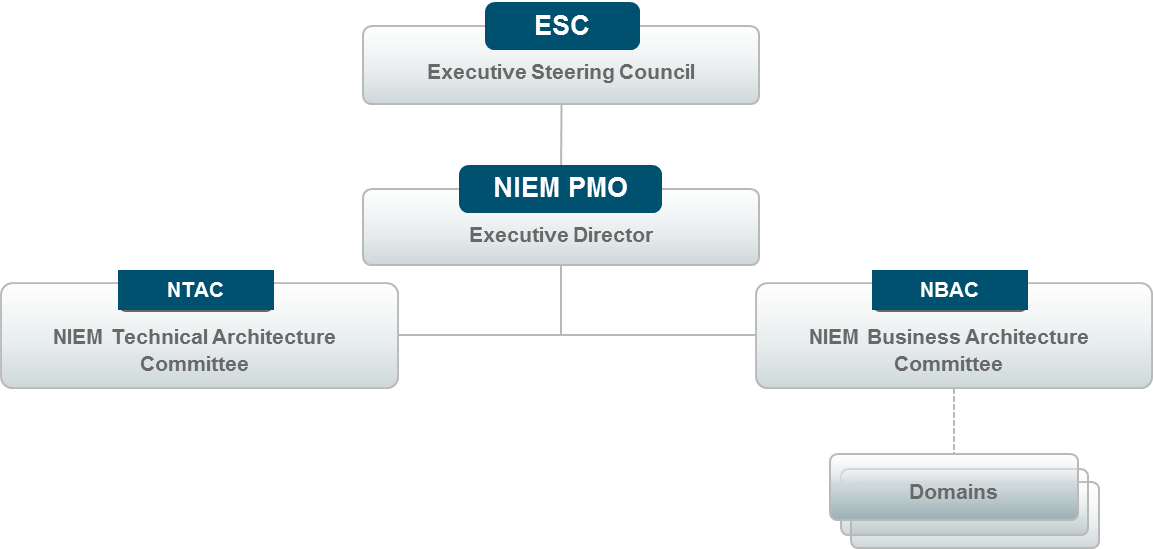 ESC
Executive Steering Council
NIEM PMO
Executive Director
NTAC
NIEM Technical Architecture
Committee
NBAC
NIEM Business Architecture
Committee
Domains